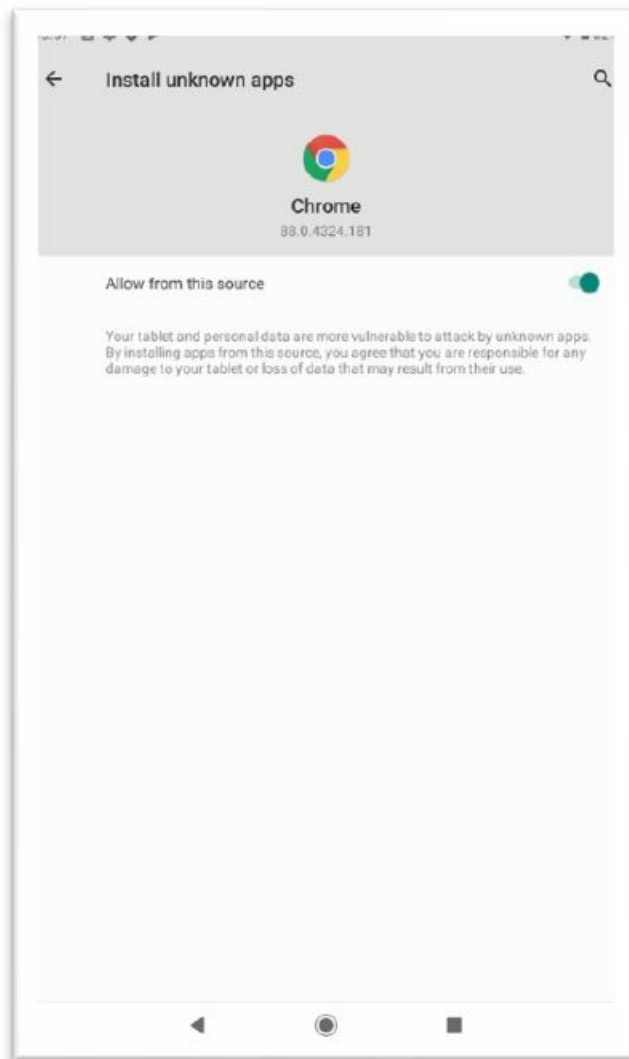 Install unknown apps
Chrome
88.0.4324.181
Allow from this source
Your tablet and personal data are more vulnerable to attack by unknown apps.
By installing apps from this source, you agree that you are responsible for any
damage to your tablet or loss of data that may result from their use.